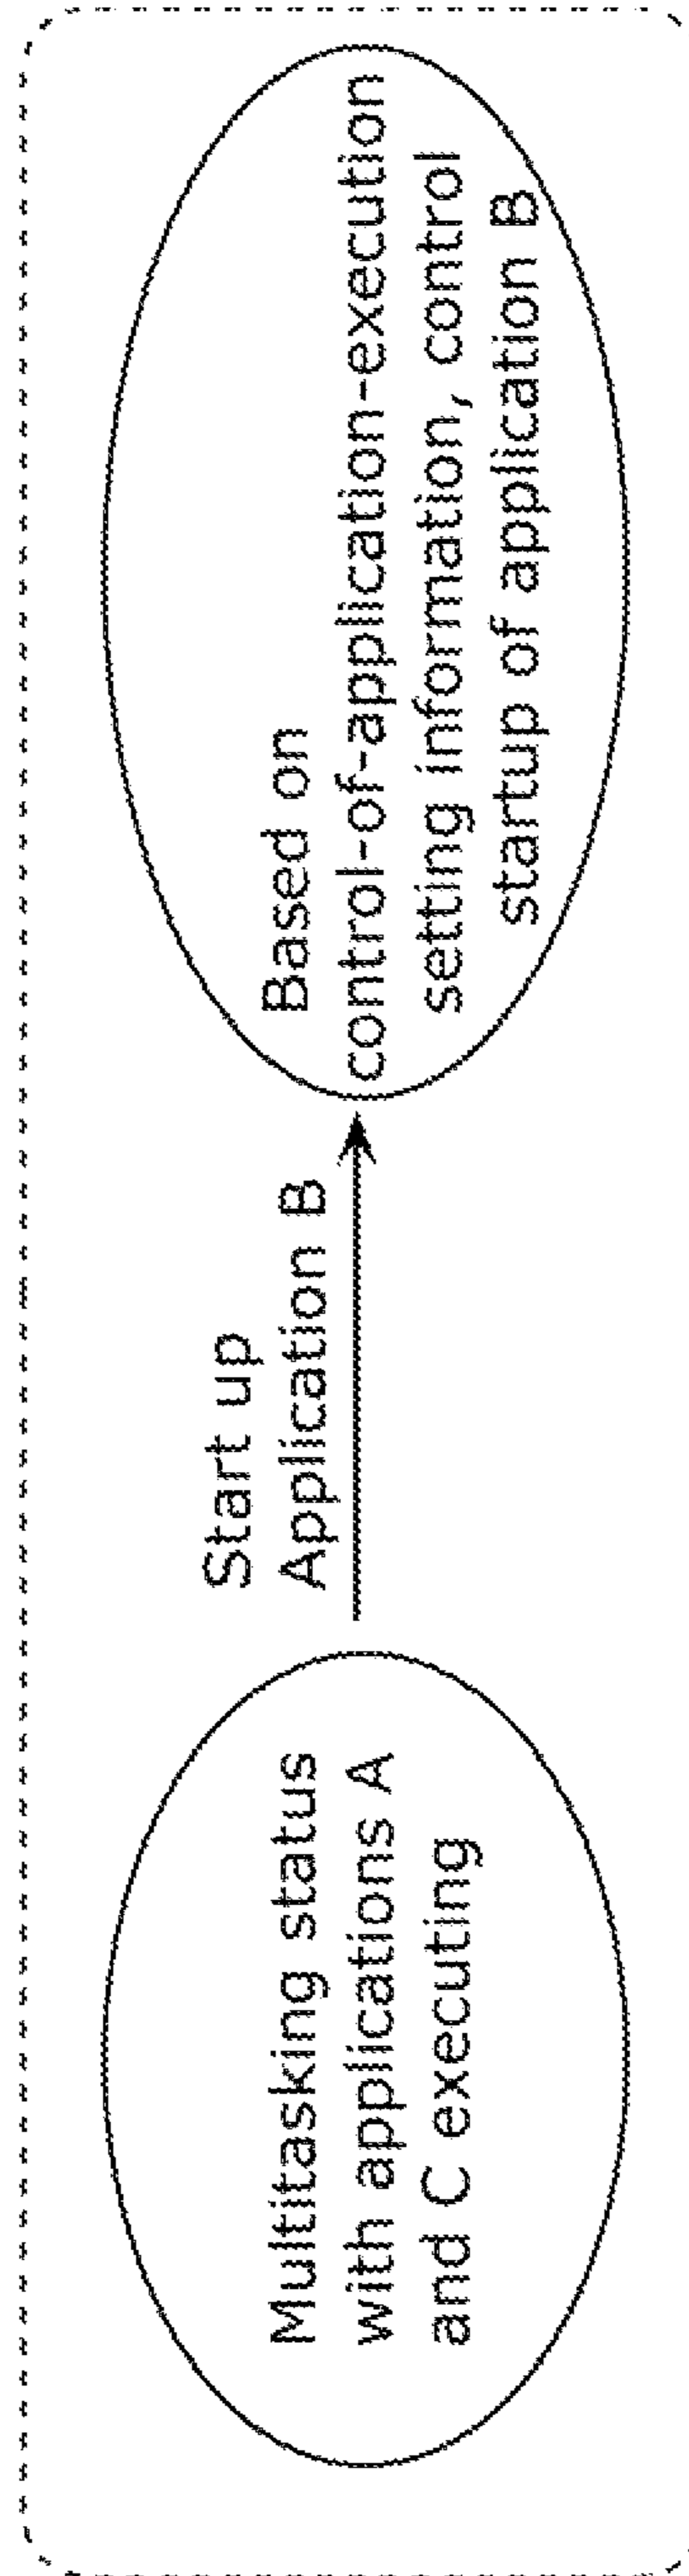 Multitasking status
with applications A
and C executing
Start up
Application B
Based on
control-of-application-execution
setting information, control
startup of application B